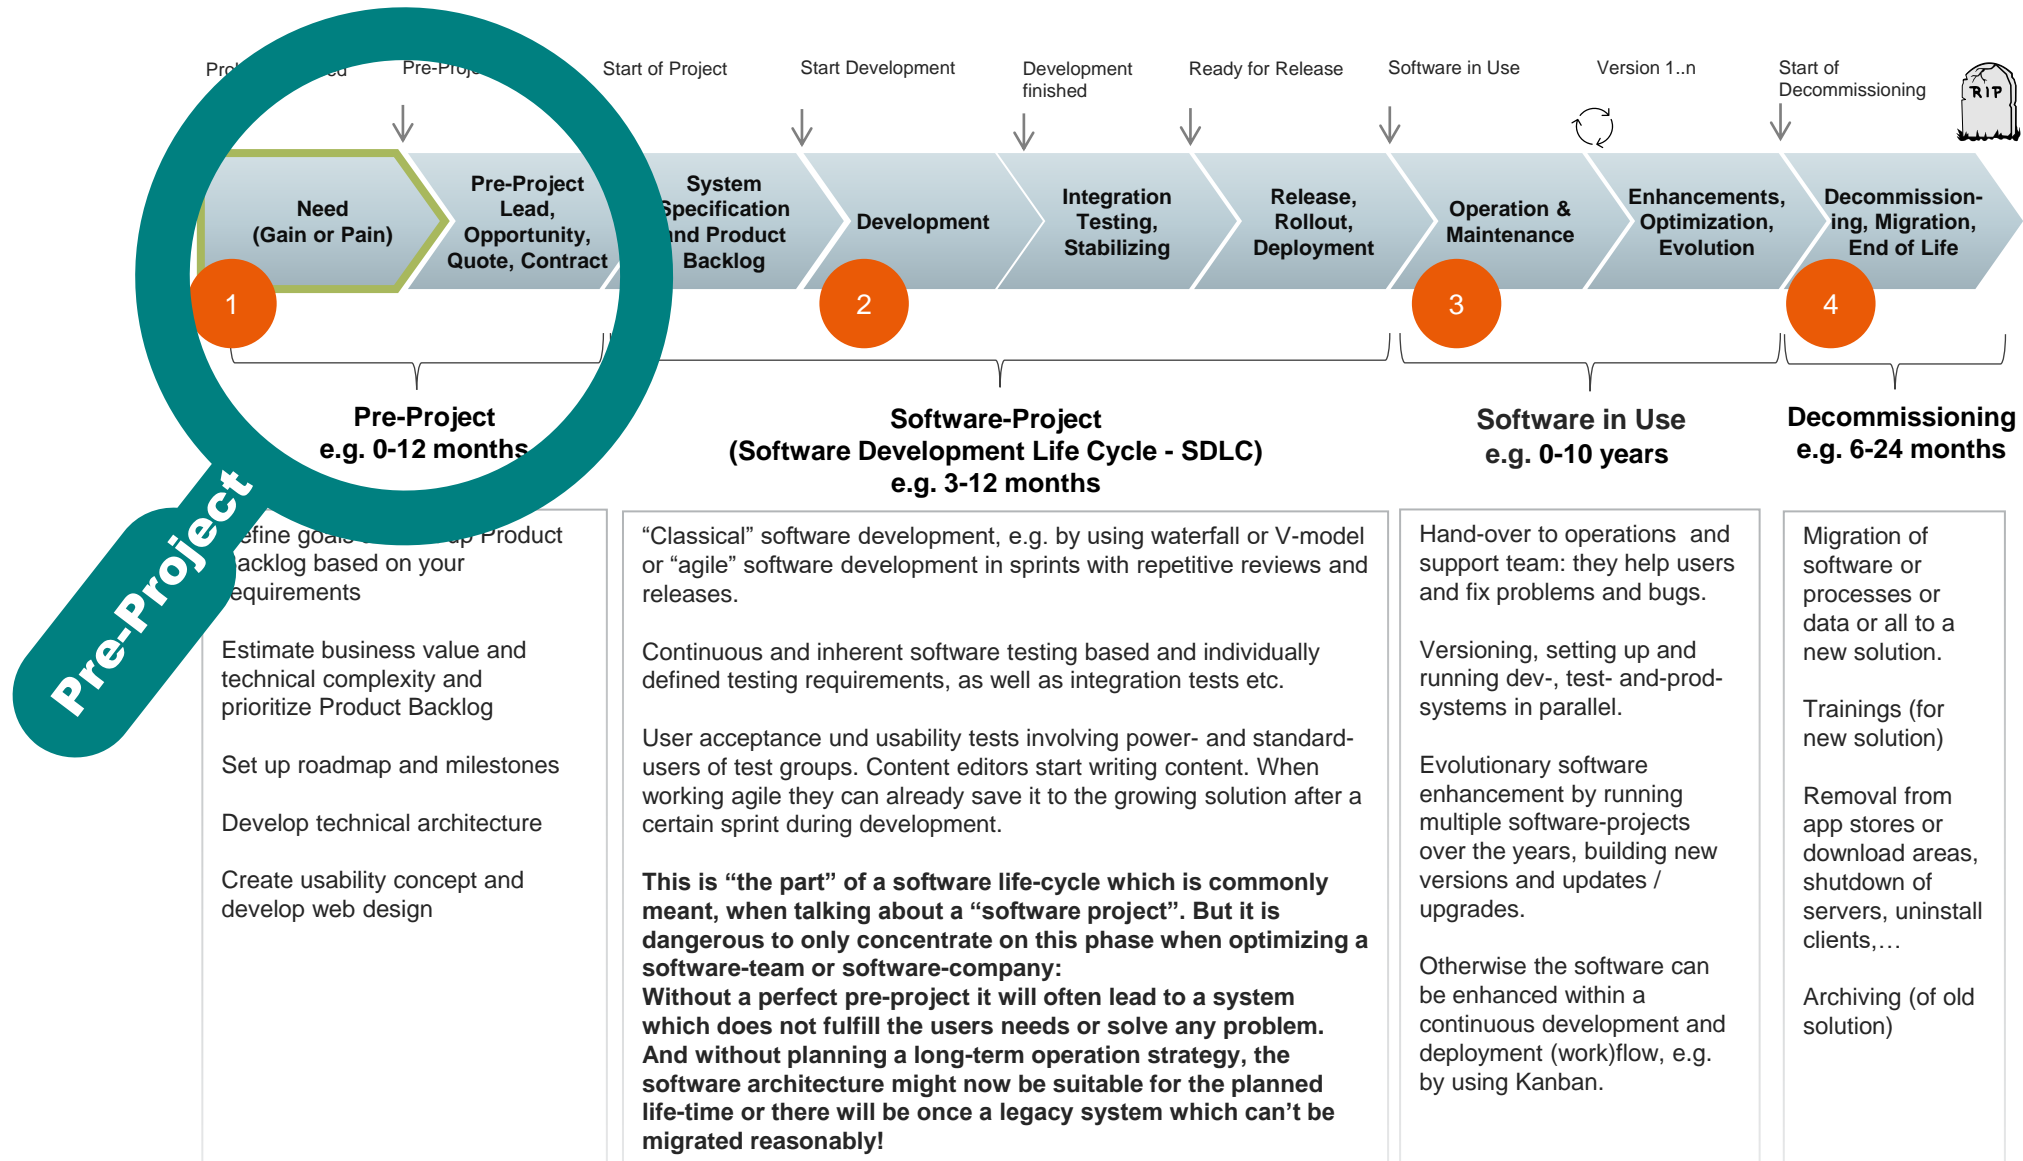 Pre-Proje
Start of Project
Start Development
Development
finished
Ready for Release
Software in Use
Version 1..n
Start of
Decommissioning
RIP
Need
(Gain or Pain)
Pre-Project
Lead,
Opportunity,
Quote, Contract
System
Specification
and Product
Backlog
Development
Integration
Testing,
Stabilizing
Release,
Rollout,
Deployment
Operation &
Maintenance
Enhancements,
Optimization,
Evolution
Decommission-
ing, Migration,
End of Life
1
2
3
4
Pre-Project
e.g. 0-12 months
Software-Project
(Software Development Life Cycle - SDLC)
e.g. 3-12 months
Software in Use
e.g. 0-10 years
Decommissioning
e.g. 6-24 months
Pre-Project
efine goals up Product
acklog based on your
equirements
Estimate business value and
technical complexity and
prioritize Product Backlog
Set up roadmap and milestones
Develop technical architecture
Create usability concept and
develop web design
“Classical” software development, e.g. by using waterfall or V-model
or “agile” software development in sprints with repetitive reviews and
releases.
Continuous and inherent software testing based and individually
defined testing requirements, as well as integration tests etc.
User acceptance und usability tests involving power- and standard-
users of test groups. Content editors start writing content. When
working agile they can already save it to the growing solution after a
certain sprint during development.
This is “the part” of a software life-cycle which is commonly
meant, when talking about a “software project”. But it is
dangerous to only concentrate on this phase when optimizing a
software-team or software-company:
Without a perfect pre-project it will often lead to a system
which does not fulfill the users needs or solve any problem.
And without planning a long-term operation strategy, the
software architecture might now be suitable for the planned
life-time or there will be once a legacy system which can’t be
migrated reasonably!
Hand-over to operations and
support team: they help users
and fix problems and bugs.
Versioning, setting up and
running dev-, test- and-prod-
systems in parallel.
Evolutionary software
enhancement by running
multiple software-projects
over the years, building new
versions and updates /
upgrades.
Otherwise the software can
be enhanced within a
continuous development and
deployment (work)flow, e.g.
by using Kanban.
Migration of
software or
processes or
data or all to a
new solution.
Trainings (for
new solution)
Removal from
app stores or
download areas,
shutdown of
servers, uninstall
clients,…
Archiving (of old
solution)